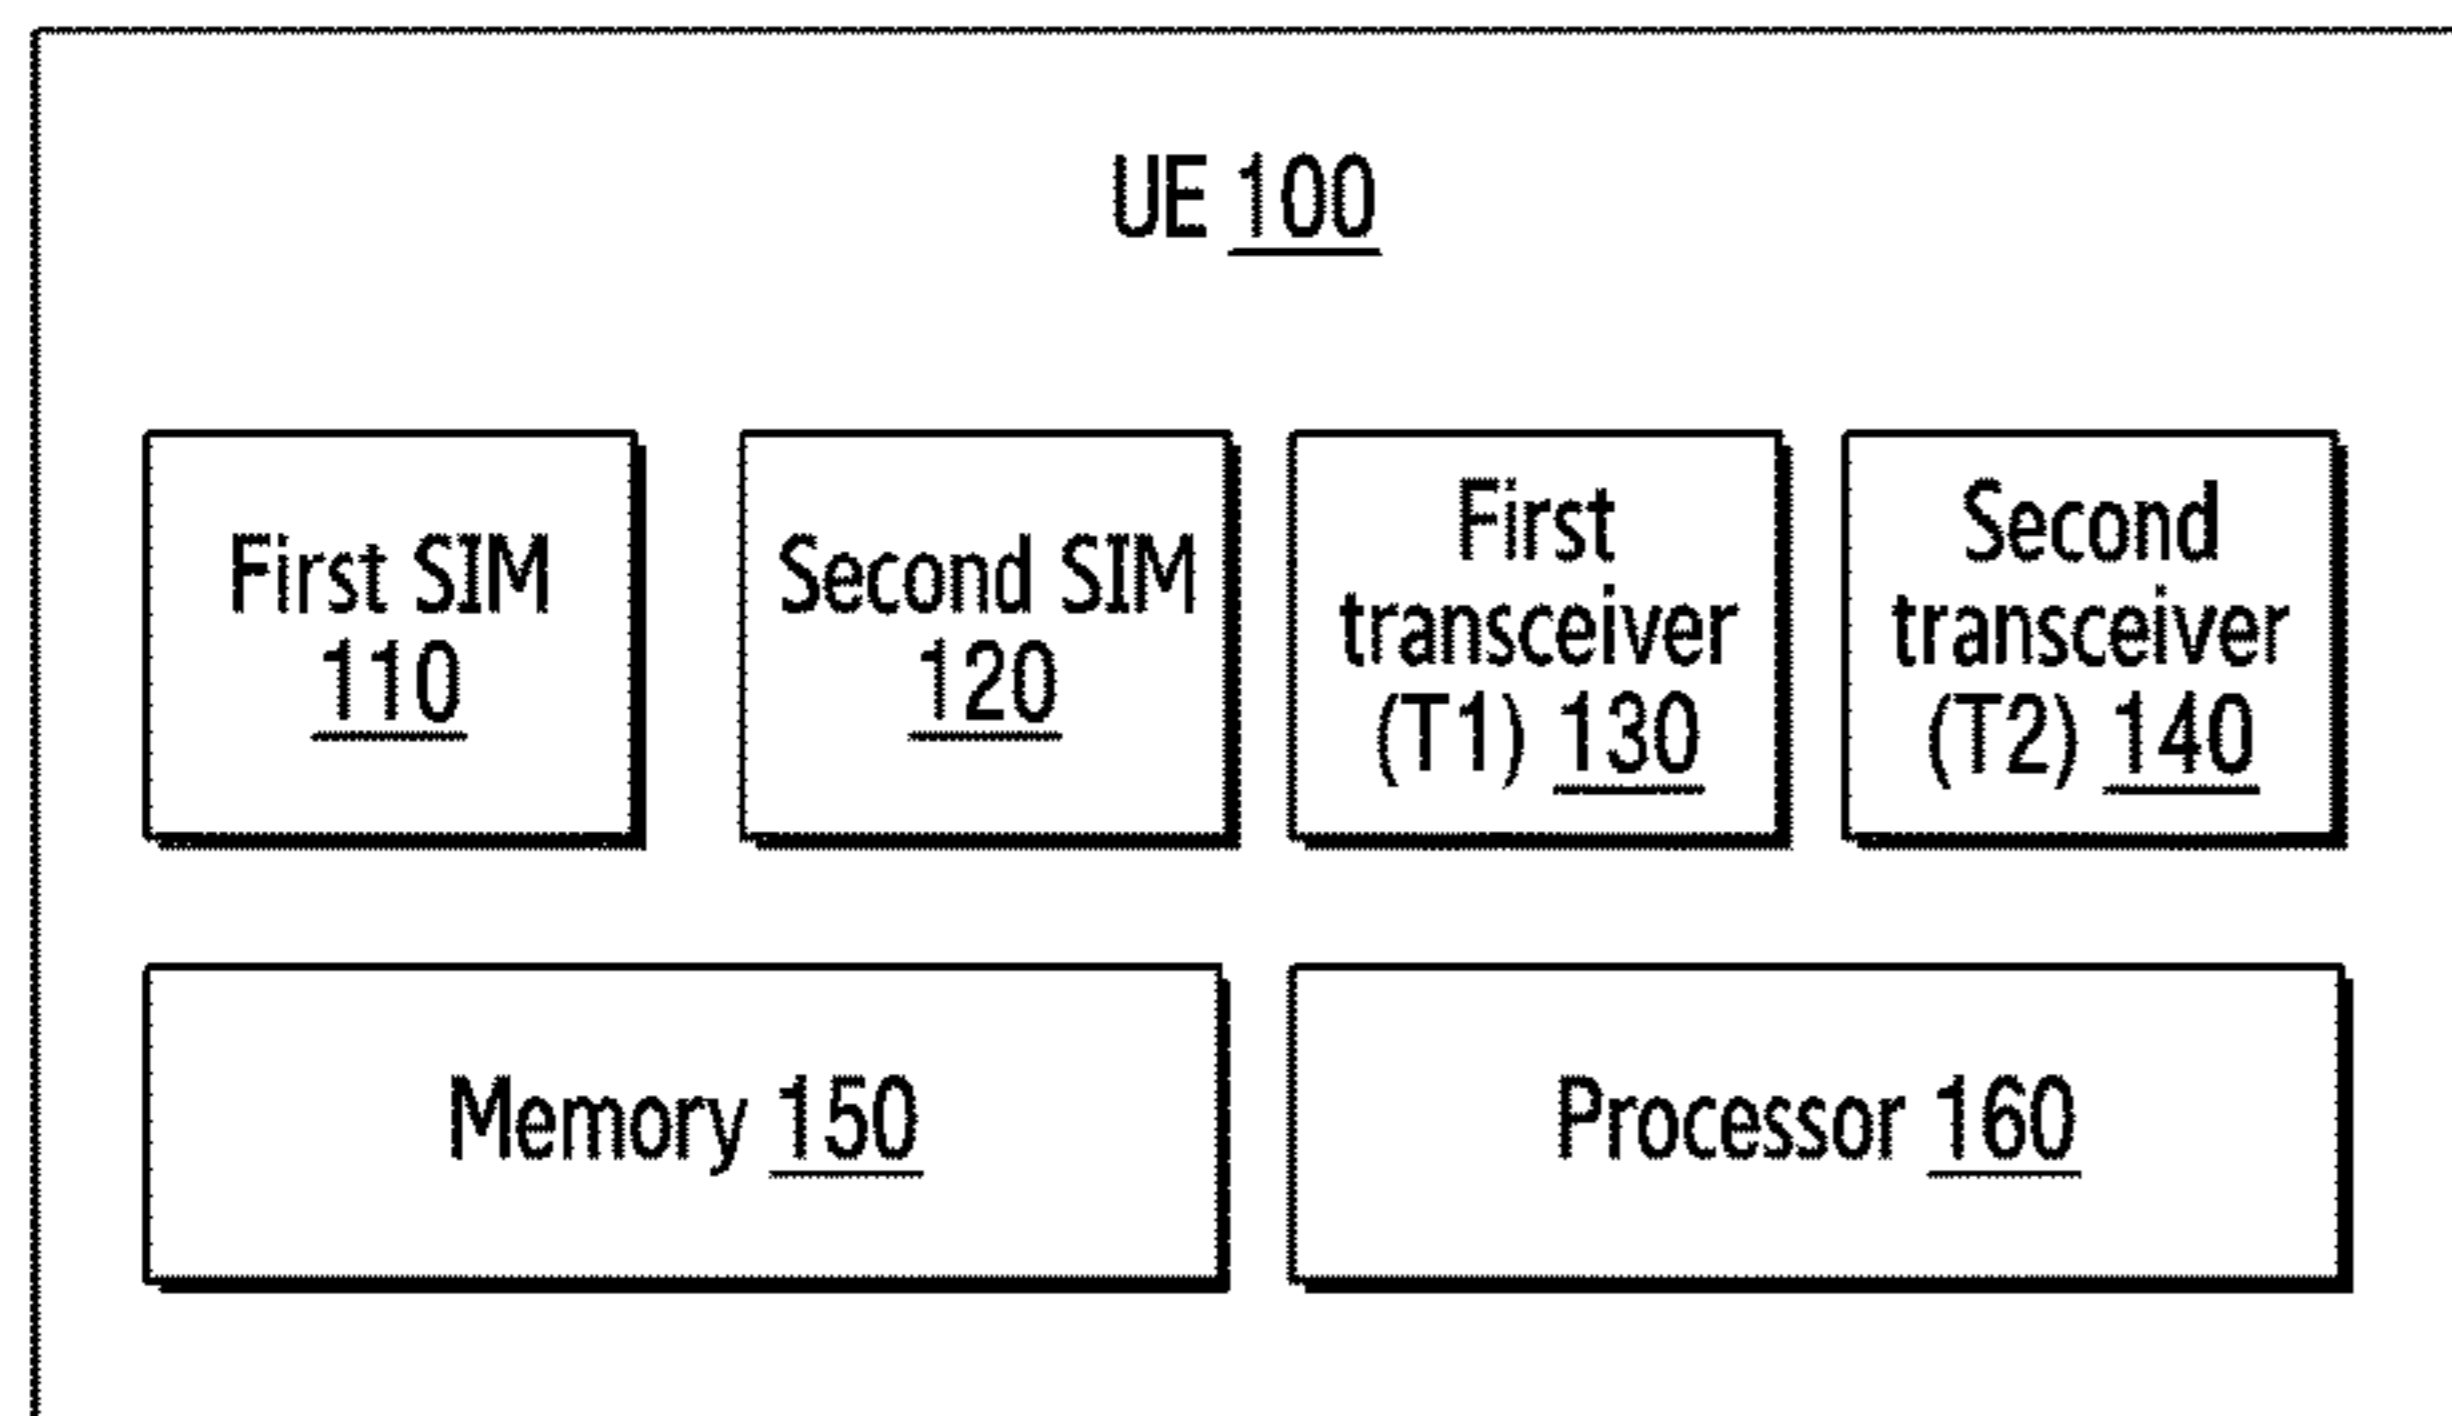 UE 100
First SIM
110
Second SIM
120
First
transceiver
(T1) 130
Second
transceiver
(T2) 140
Memory 150
Processor 160